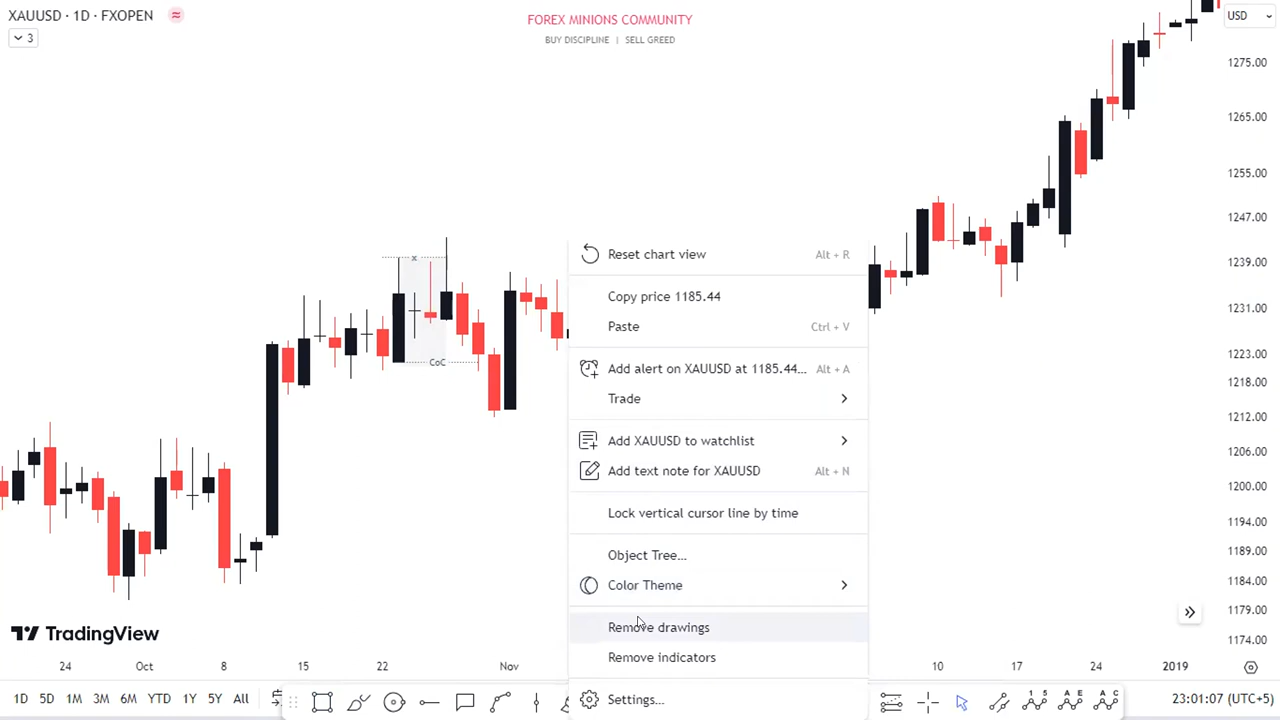 XAUUSD · 1D · FXOPEN
3
FOREX MINIONS COMMUNITY
BUY DISCIPLINE | SELL GREED
USD
1275.00
1265.00
1255.00
1247.00
1239.00
1231.00
1223.00
1218.00
1212.00
1206.00
1200.00
1194.00
1189.00
1184.00
1179.00
1174.00
x
CoC
Reset chart view Alt + R
Copy price 1185.44
Paste Ctrl + V
Add alert on XAUUSD at 1185.44... Alt + A
Trade
Add XAUUSD to watchlist
Add text note for XAUUSD Alt + N
Lock vertical cursor line by time
Object Tree...
Color Theme
Remove drawings
Remove indicators
Settings...
TradingView
24 Oct 8 22 Nov 10 17 24 2019
1D 5D 1M 3M 6M YTD 1Y 5Y All
23:01:07 (UTC+5)